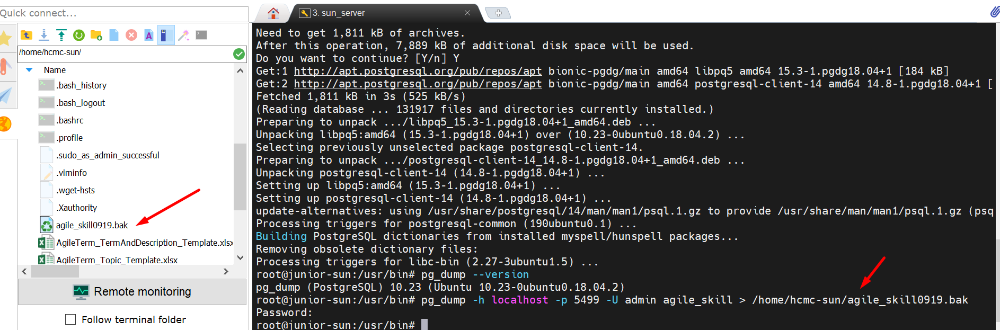 Quick connect...
3. sun_server
/home/hcmc-sun/
Name
.bash_history
.bash_logout
.bashrc
.profile
.sudo_as_admin_successful
.viminfo
.wget-hsts
.Xauthority
agile_skill0919.bak
AgileTerm_TermAndDescription_Template.xlsx
AgileTerm_Topic_Template.xlsx
Remote monitoring
Follow terminal folder
Need to get 1,811 kB of archives.
After this operation, 7,889 kB of additional disk space will be used.
Do you want to continue? [Y/n] Y
Get:1 http://apt.postgresql.org/pub/repos/apt bionic-pgdg/main amd64 libpq5 amd64 15.3-1.pgdg18.04+1 [184 kB]
Get:2 http://apt.postgresql.org/pub/repos/apt bionic-pgdg/main amd64 postgresql-client-14 amd64 14.8-1.pgdg18.04+1 [
Fetched 1,811 kB in 3s (525 kB/s)
(Reading database ... 131917 files and directories currently installed.)
Preparing to unpack .../libpq5_15.3-1.pgdg18.04+1_amd64.deb ...
Unpacking libpq5:amd64 (15.3-1.pgdg18.04+1) over (10.23-0ubuntu0.18.04.2) ...
Selecting previously unselected package postgresql-client-14.
Preparing to unpack .../postgresql-client-14_14.8-1.pgdg18.04+1_amd64.deb ...
Unpacking postgresql-client-14 (14.8-1.pgdg18.04+1) ...
Setting up libpq5:amd64 (15.3-1.pgdg18.04+1) ...
Setting up postgresql-client-14 (14.8-1.pgdg18.04+1) ...
update-alternatives: using /usr/share/postgresql/14/man/man1/psql.1.gz to provide /usr/share/man/man1/psql.1.gz (psq
Processing triggers for postgresql-common (190ubuntu0.1) ...
Building PostgreSQL dictionaries from installed myspell/hunspell packages...
Removing obsolete dictionary files:
Processing triggers for libc-bin (2.27-3ubuntu1.5) ...
root@junior-sun:/usr/bin# pg_dump --version
pg_dump (PostgreSQL) 10.23 (Ubuntu 10.23-0ubuntu0.18.04.2)
root@junior-sun:/usr/bin# pg_dump -h localhost -p 5499 -U admin agile_skill > /home/hcmc-sun/agile_skill0919.bak
Password:
root@junior-sun:/usr/bin#